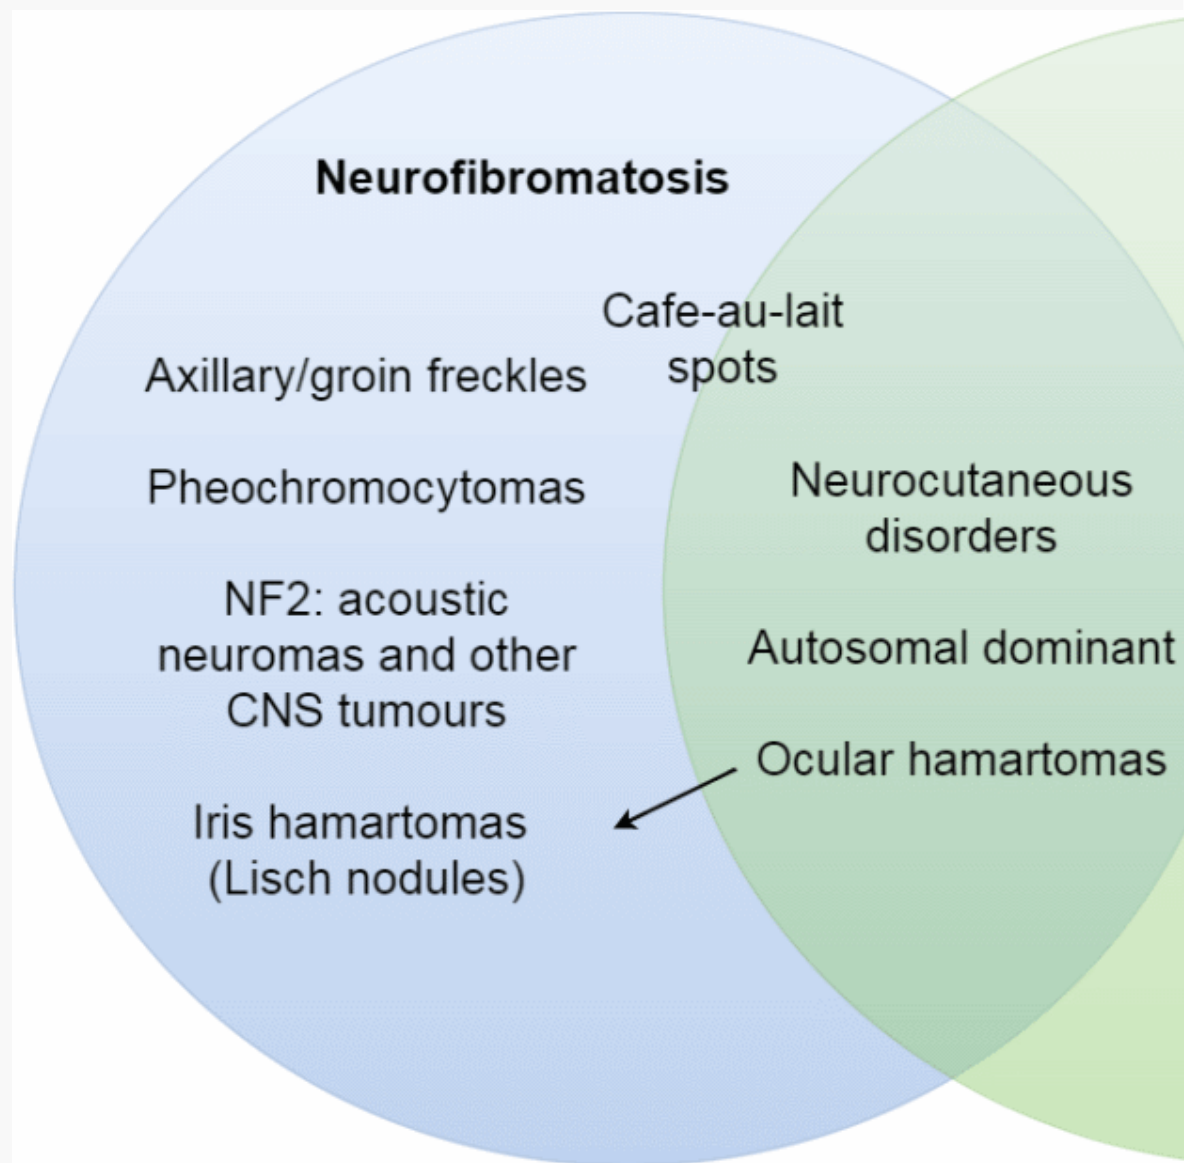 Neurofibromatosis
Cafe-au-lait
spots
Axillary/groin freckles
Pheochromocytomas
NF2: acoustic
neuromas and other
CNS tumours
Iris hamartomas
(Lisch nodules)
Neurocutaneous
disorders
Autosomal dominant
Ocular hamartomas